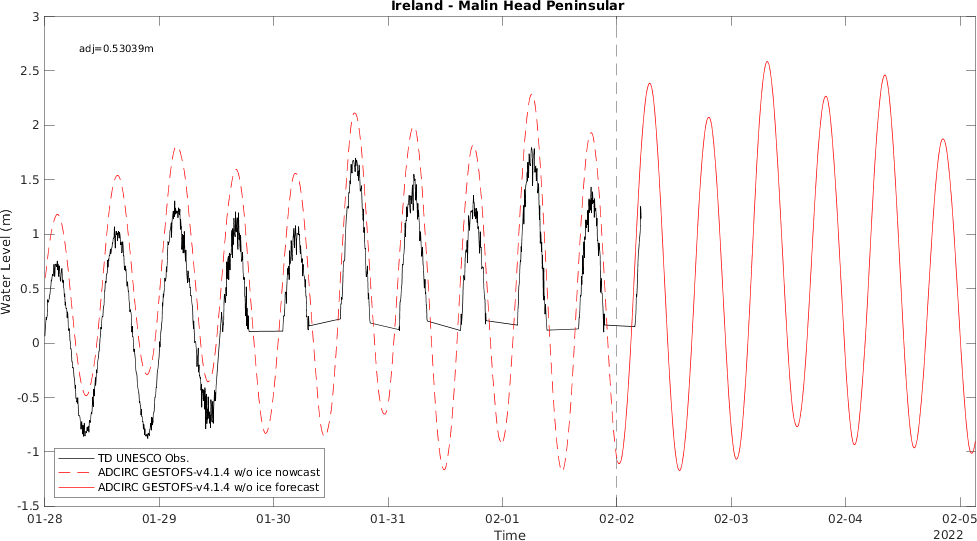 Ireland - Malin Head Peninsular
adj=0.53039m
Water Level (m)
3
2.5
2
1.5
1
0.5
0
-0.5
-1
-1.5
TD UNESCO Obs.
ADCIRC GESTOFS-v4.1.4 w/o ice nowcast
ADCIRC GESTOFS-v4.1.4 w/o ice forecast
01-28 01-29 01-30 01-31 02-01 02-02 02-03 02-04 02-05
Time
2022